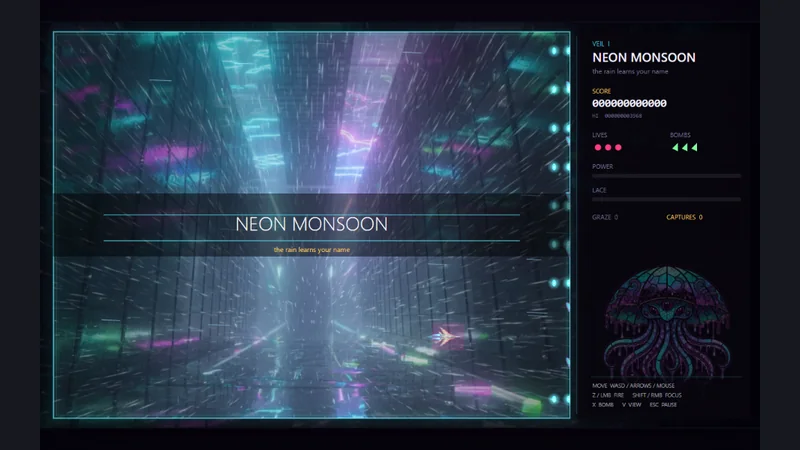 NEON MONSOON
the rain learns your name
VEIL I
NEON MONSOON
the rain learns your name
SCORE
000000000000
HI
LIVES BOMBS
POWER
LACE
GRAZE 0 CAPTURES 0
MOVE WASD / ARROWS / MOUSE
Z / LMB FIRE SHIFT / RMB FOCUS
X BOMB V VIEW ESC PAUSE